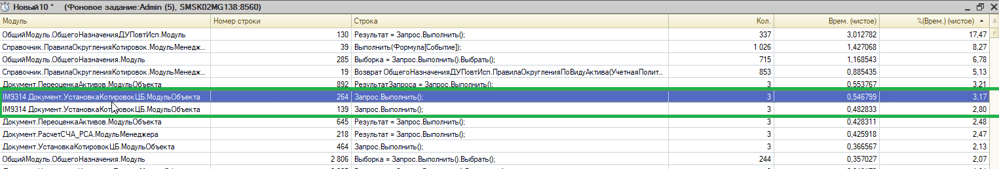 Новый10 * (Фоновое задание:Admin (5), SMSK02MG138:8560)
Модуль Номер строки Строка Кол. Врем. (чистое) %(Врем.) (чистое)
ОбщийМодуль.ОбщегоНазначенияДУПовтИсп.Модуль 130 Результат = Запрос.Выполнить(); 337 3,012782 17,47
Справочник.ПравилаОкругленияКотировок.МодульМенедж... 39 Выполнить(Формула[Событие]); 1 026 1,427068 8,27
ОбщийМодуль.ОбщегоНазначения.Модуль 285 Выборка = Запрос.Выполнить().Выбрать(); 715 1,168543 6,78
Справочник.ПравилаОкругленияКотировок.МодульМенедж... 19 Возврат ОбщегоНазначенияДУПовтИсп.ПравилаОкругленияПоВидуАктива(УчетнаяПолит... 853 0,885435 5,13
Документ.ПереоценкаАктивов.МодульОбъекта 892 РезультатЗапроса = Запрос.Выполнить(); 3 0,553767 3,21
IM9314 Документ.УстановкаКотировокЦБ.МодульОбъекта 264 Запрос.Выполнить(); 3 0,546799 3,17
IM9314 Документ.УстановкаКотировокЦБ.МодульОбъекта 139 Запрос.Выполнить(); 3 0,482833 2,80
Документ.ПереоценкаАктивов.МодульОбъекта 645 Результат = Запрос.Выполнить(); 3 0,428311 2,48
Документ.РасчетСЧА_РСА.МодульМенеджера 218 Результат = Запрос.Выполнить(); 3 0,425918 2,47
Документ.УстановкаКотировокЦБ.МодульОбъекта 464 Запрос.Выполнить(); 3 0,366567 2,13
ОбщийМодуль.ОбщегоНазначения.Модуль 2 806 Выборка = Запрос.Выполнить().Выбрать(); 244 0,357027 2,07